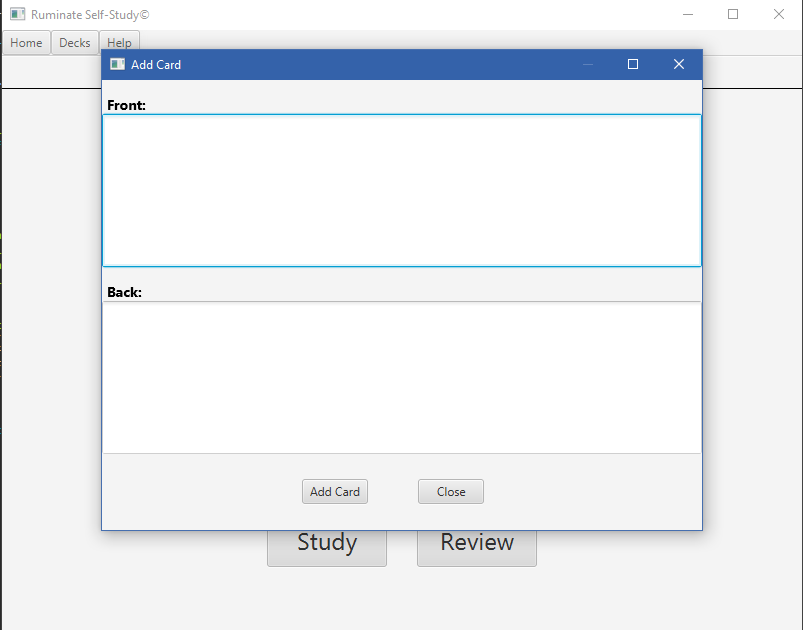 Ruminate Self-Study©
Home Decks Help
Add Card
Front:
Back:
Add Card Close
Study Review